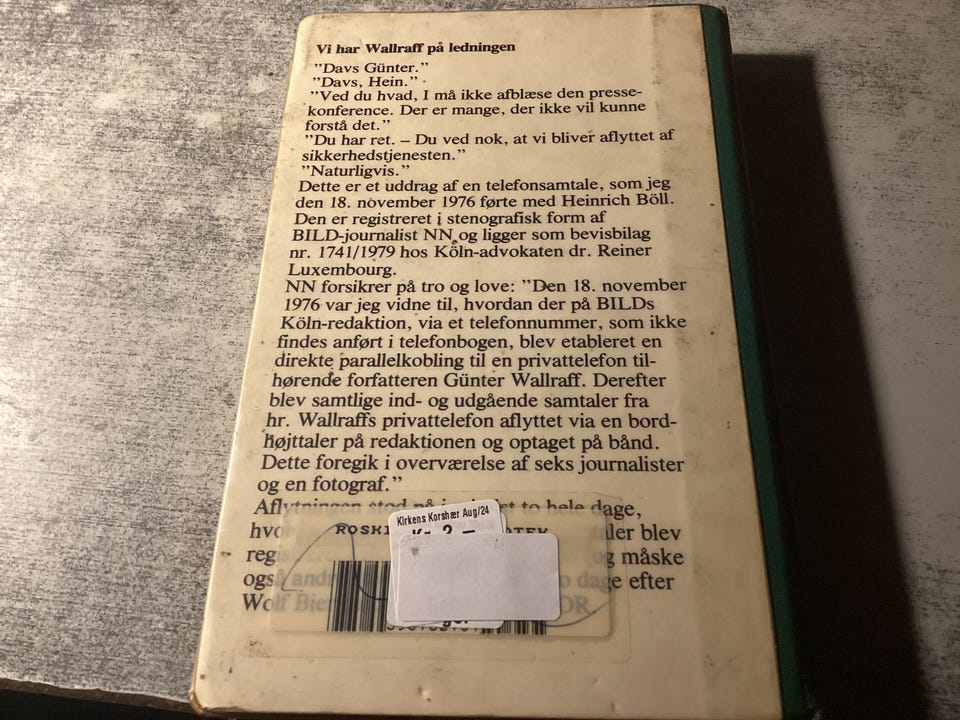 Vi har Wallraff på ledningen
"Davs Günter."
"Davs, Hein."
"Ved du hvad, I må ikke afblæse den presse-
konference. Der er mange, der ikke vil kunne
forstå det."
"Du har ret. – Du ved nok, at vi bliver aflyttet af
sikkerhedstjenesten."
"Naturligvis."
Dette er et uddrag af en telefonsamtale, som jeg
den 18. november 1976 førte med Heinrich Böll.
Den er registreret i stenografisk form af
BILD-journalist NN og ligger som bevisbilag
nr. 1741/1979 hos Köln-advokaten dr. Reiner
Luxembourg.
NN forsikrer på tro og love: "Den 18. november
1976 var jeg vidne til, hvordan der på BILDs
Köln-redaktion, via et telefonnummer, som ikke
findes anført i telefonbogen, blev etableret en
direkte parallelkobling til en privattelefon til-
hørende forfatteren Günter Wallraff. Derefter
blev samtlige ind- og udgående samtaler fra
hr. Wallraffs privattelefon aflyttet via en bord-
højttaler på redaktionen og optaget på bånd.
Dette foregik i overværelse af seks journalister
og en fotograf."
Aflytningen stod på i to hele dage,
Kirkens Korshær Aug/24
Kr. 2,–
blev
og måske
dage efter
Wolf